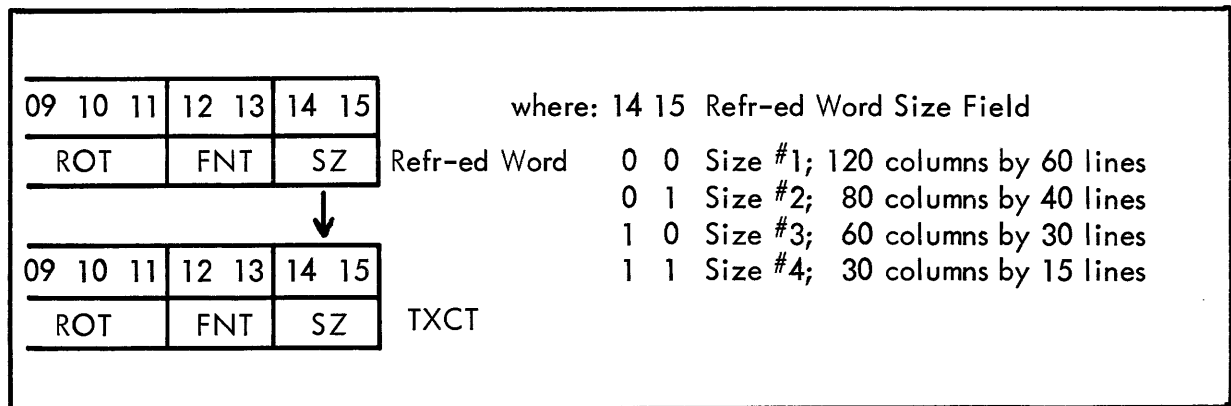 09 10 11 12 13 14 15
ROT FNT SZ Refr-ed Word
09 10 11 12 13 14 15
ROT FNT SZ TXCT
where: 14 15 Refr-ed Word Size Field
0 0 Size #1; 120 columns by 60 lines
0 1 Size #2; 80 columns by 40 lines
1 0 Size #3; 60 columns by 30 lines
1 1 Size #4; 30 columns by 15 lines